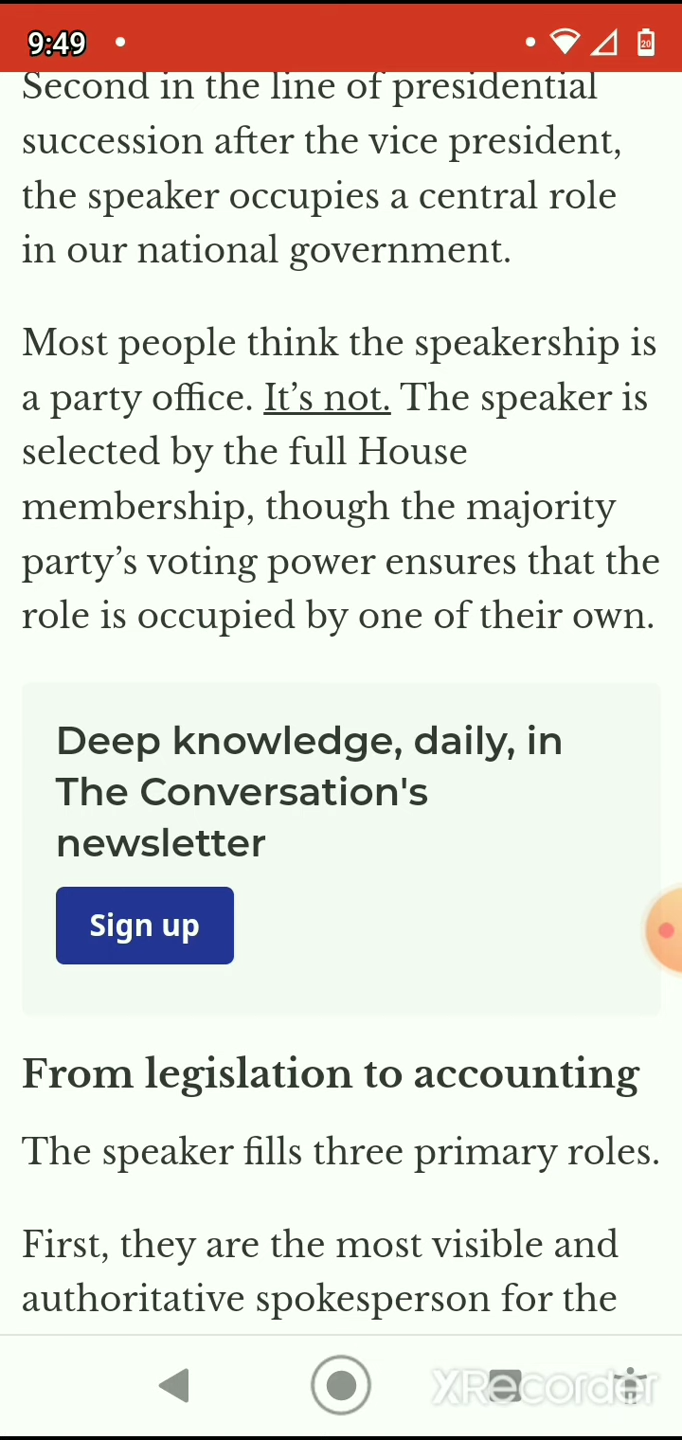 9:49
20
Second in the line of presidential
succession after the vice president,
the speaker occupies a central role
in our national government.
Most people think the speakership is
a party office. It’s not. The speaker is
selected by the full House
membership, though the majority
party’s voting power ensures that the
role is occupied by one of their own.
Deep knowledge, daily, in
The Conversation's
newsletter
Sign up
From legislation to accounting
The speaker fills three primary roles.
First, they are the most visible and
authoritative spokesperson for the
XRecorder